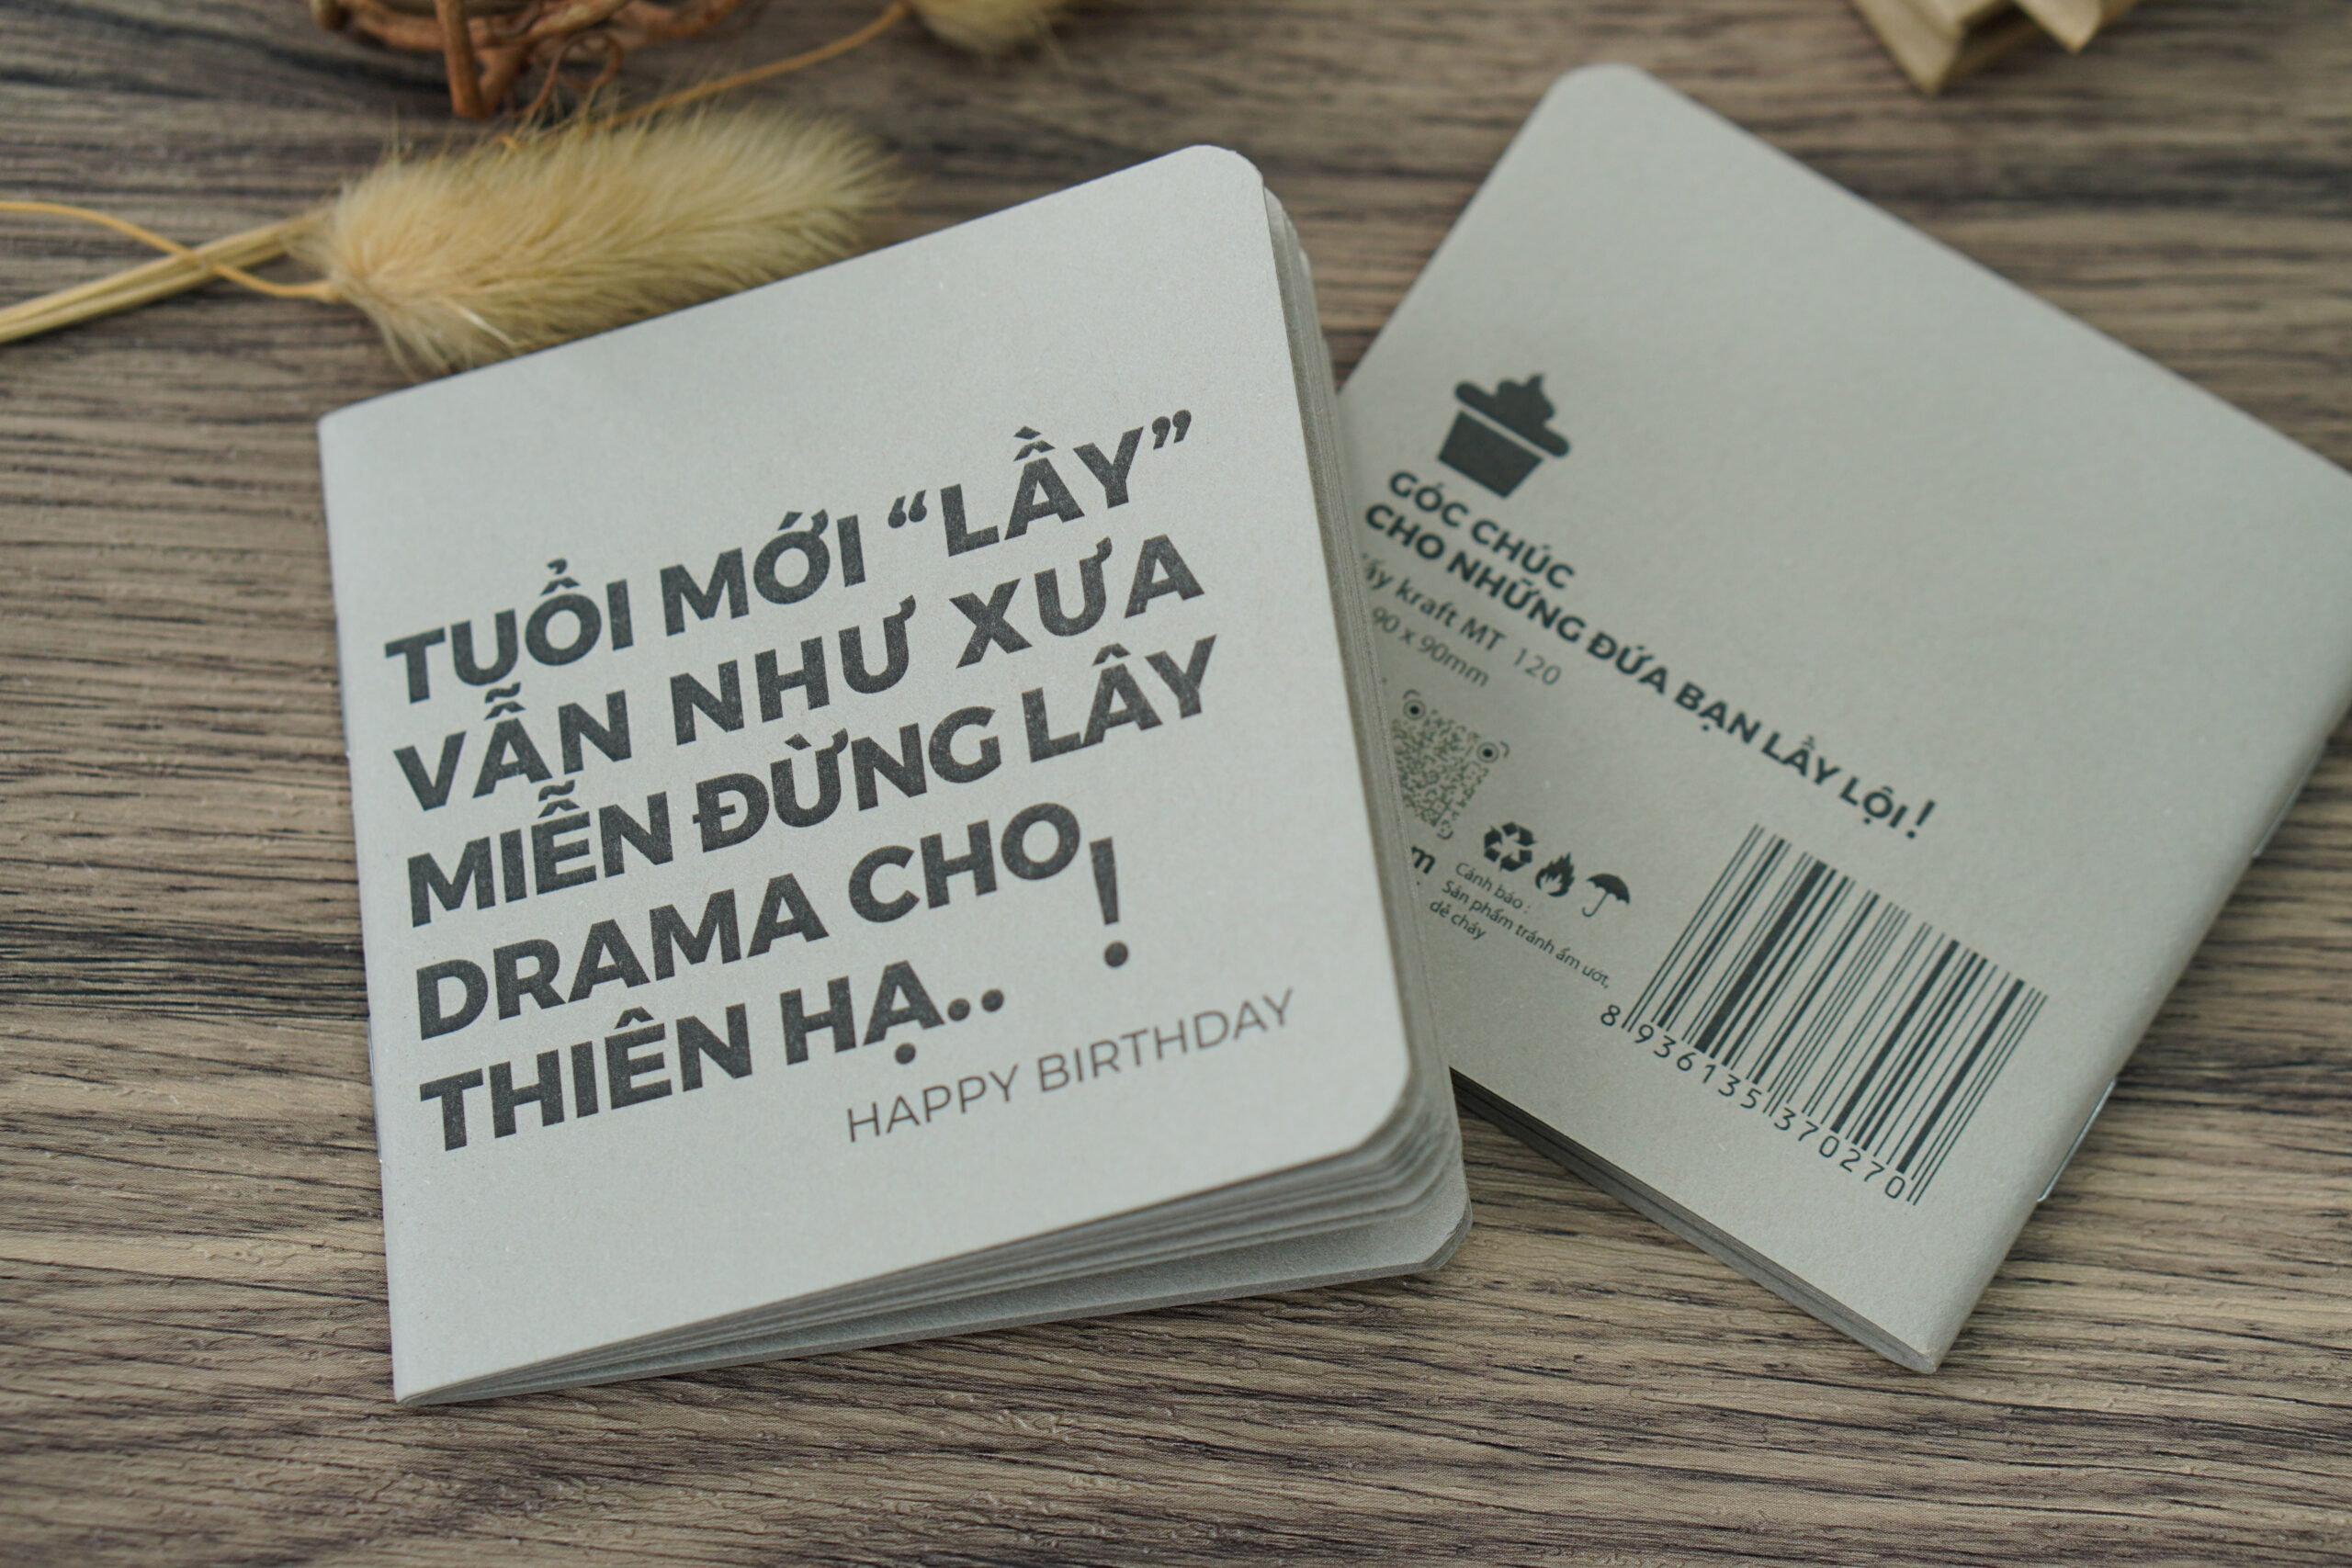 TUỔI MỚI “LẦY”
VẪN NHƯ XƯA
MIỄN ĐỪNG LÂY
DRAMA CHO
THIÊN HẠ.. !
HAPPY BIRTHDAY
GÓC CHÚC
CHO NHỮNG ĐỨA BẠN LẦY LỘI !
kraft MT 120
90 x 90mm
Cảnh báo :
Sản phẩm tránh ẩm ướt,
dễ cháy
8936135370270